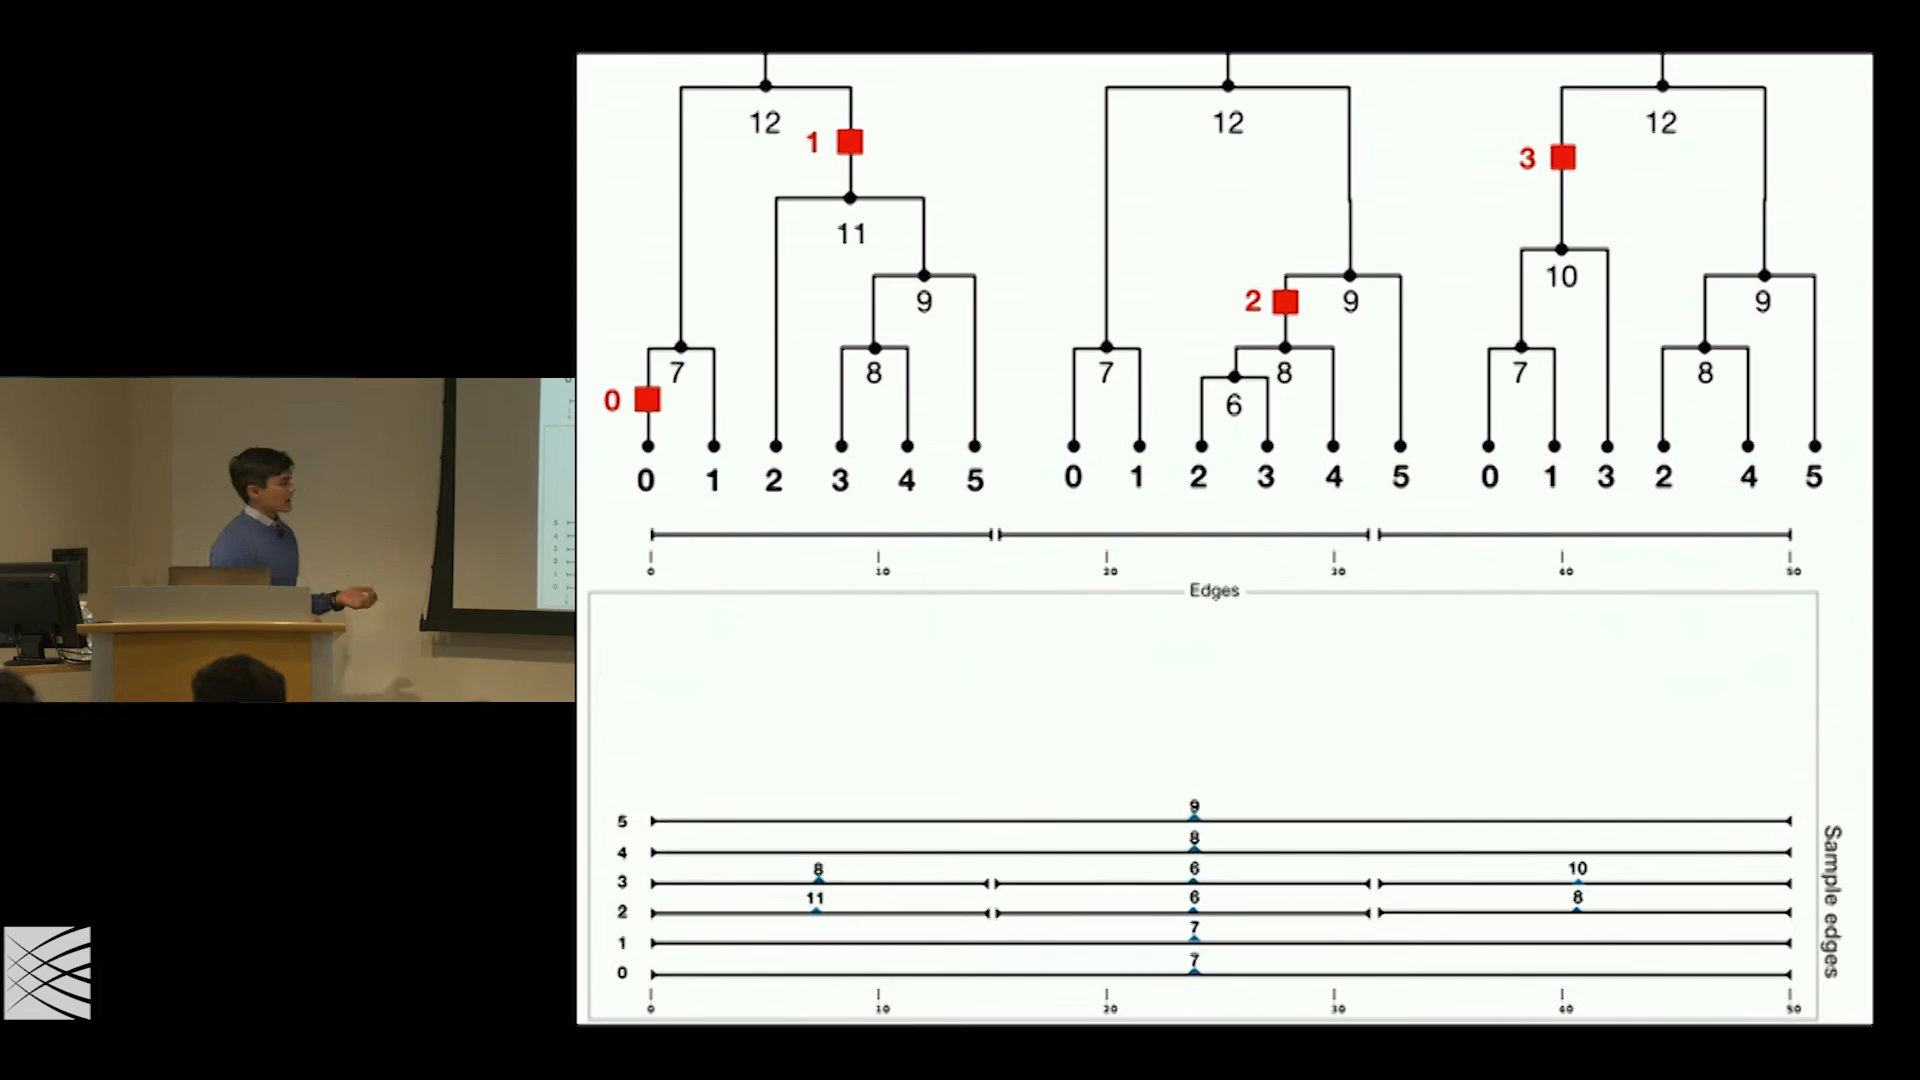 12 12 12
1 3
11 10
9 2 9 9
7 8 7 8 7 8
0 6
0 1 2 3 4 5 0 1 2 3 4 5 0 1 3 2 4 5
0 10 20 30 40 50
Edges
9
5
8
4
8 6 10
3
11 6 8
2
7
1
7
0
0 10 20 30 40 50
Sample edges